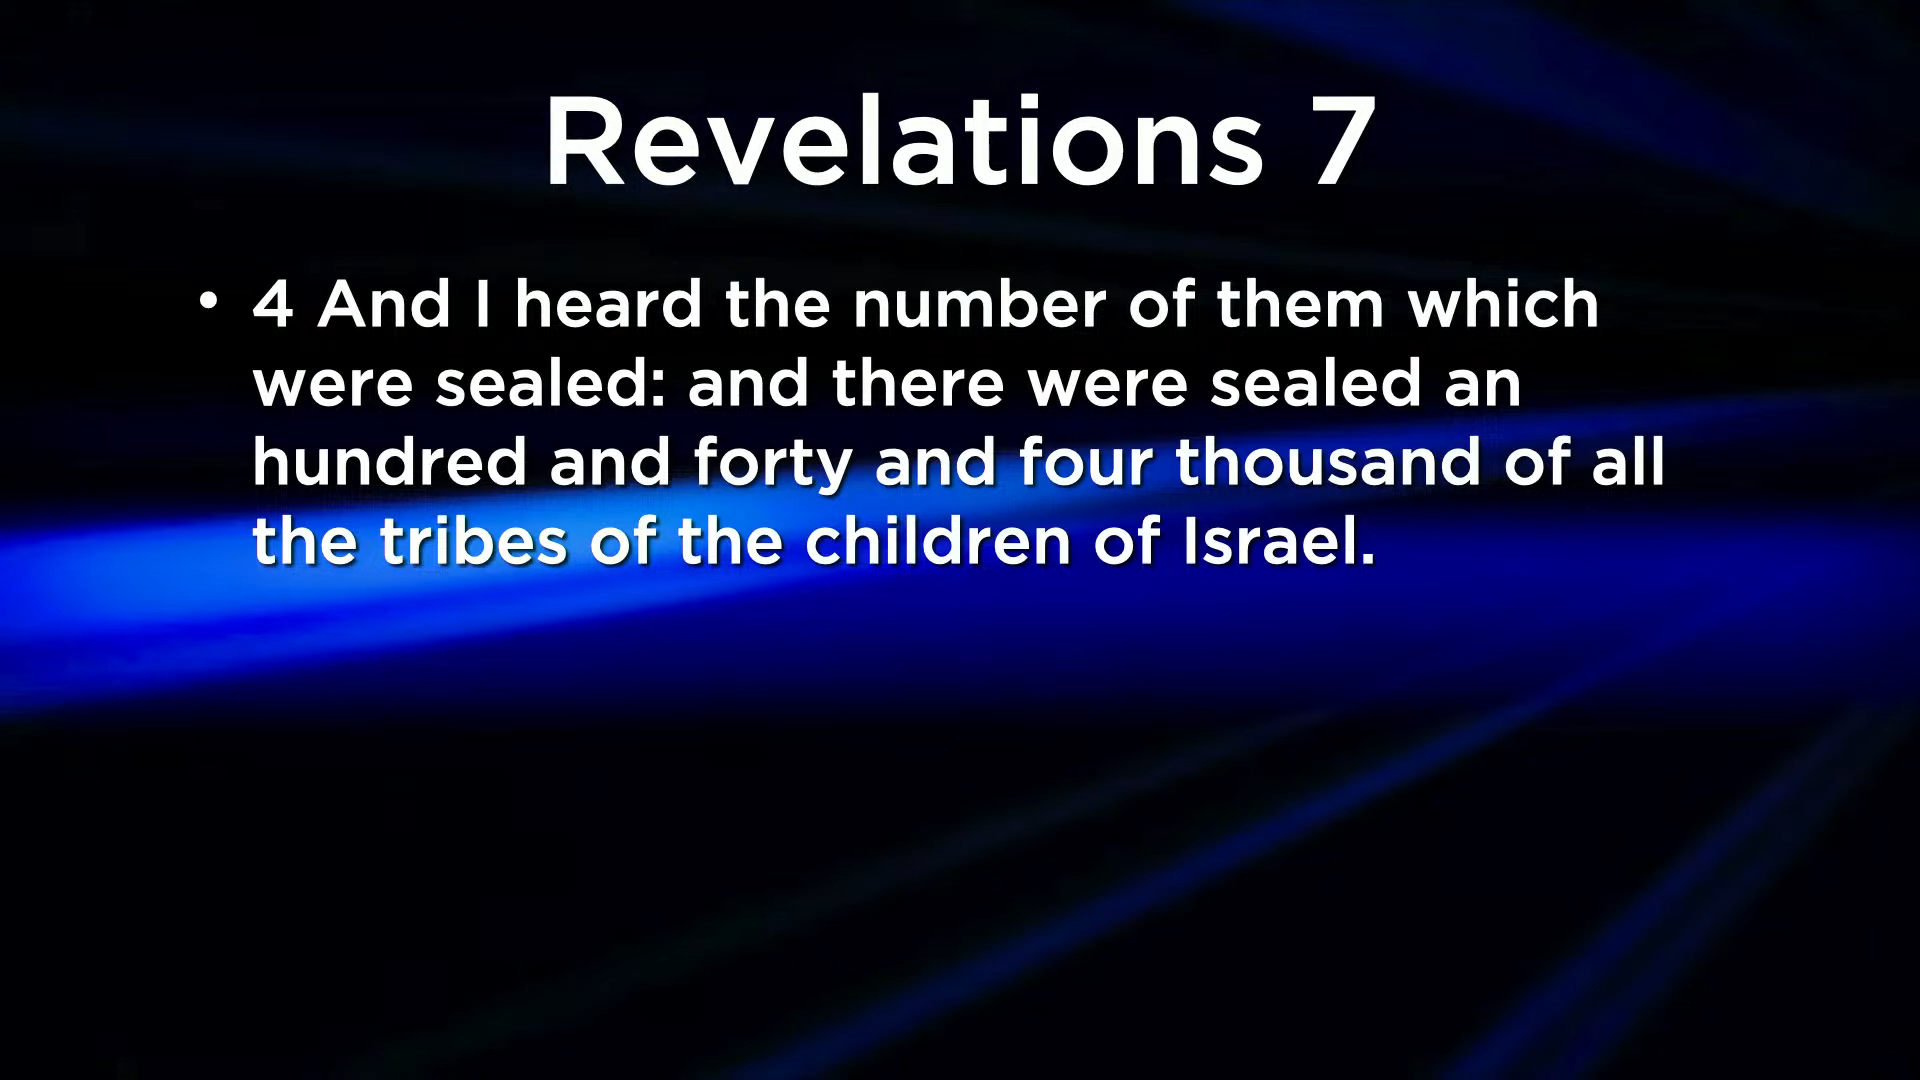 Revelations 7
• 4 And I heard the number of them which
were sealed: and there were sealed an
hundred and forty and four thousand of all
the tribes of the children of Israel.